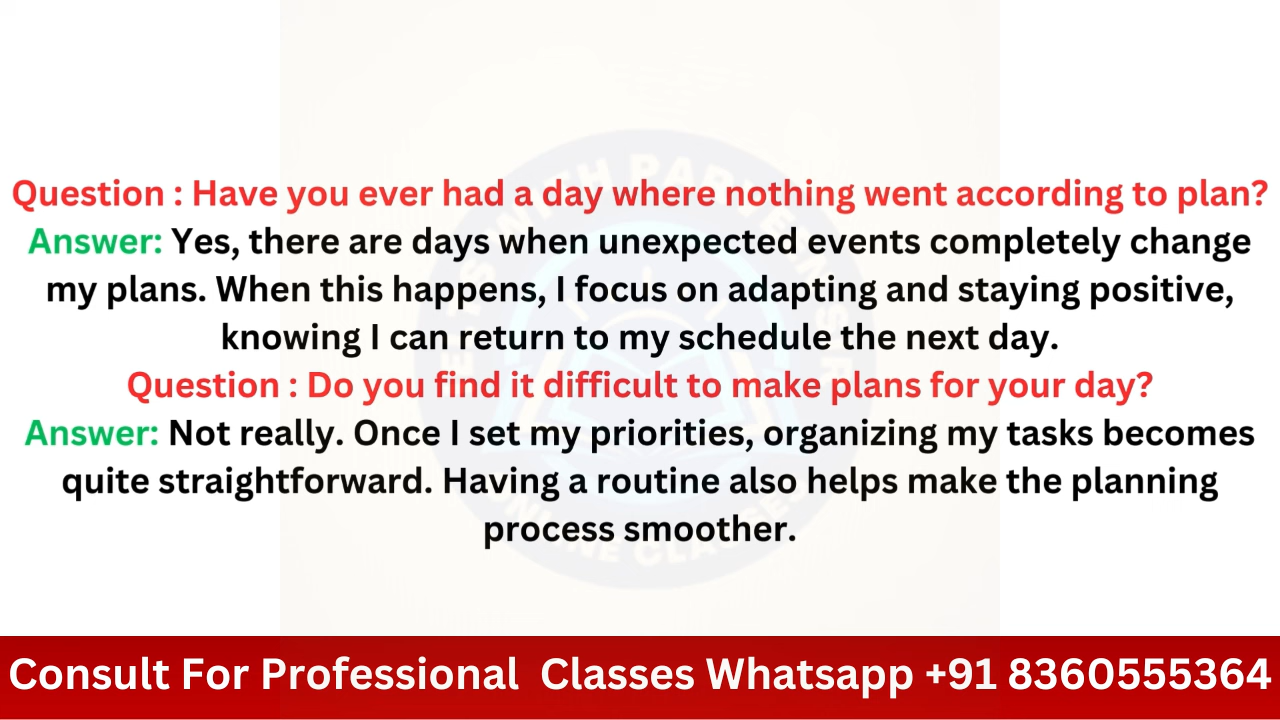 Question : Have you ever had a day where nothing went according to plan?
Answer: Yes, there are days when unexpected events completely change
my plans. When this happens, I focus on adapting and staying positive,
knowing I can return to my schedule the next day.
Question : Do you find it difficult to make plans for your day?
Answer: Not really. Once I set my priorities, organizing my tasks becomes
quite straightforward. Having a routine also helps make the planning
process smoother.
Consult For Professional  Classes Whatsapp +91 8360555364